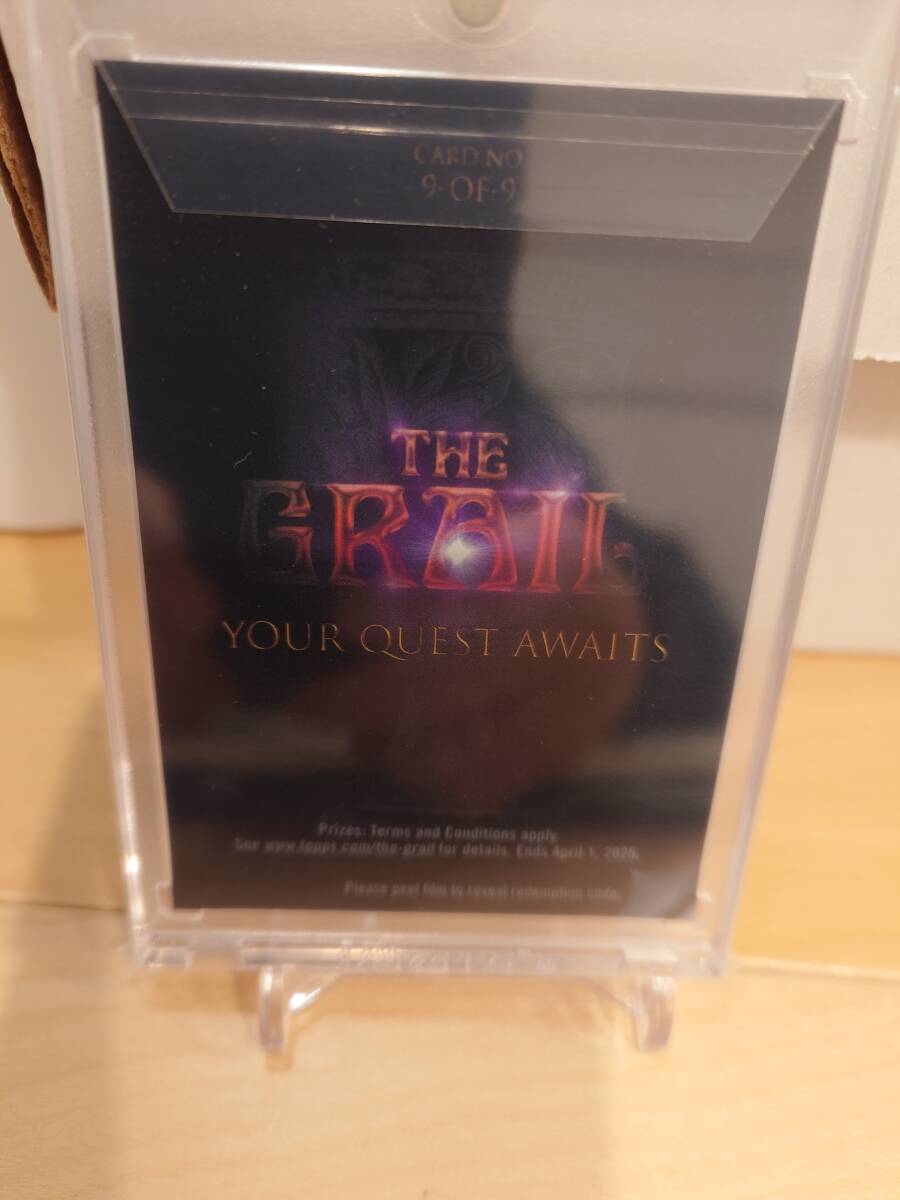 CARD NO
9-OF-9
THE
GRAIL
YOUR QUEST AWAITS
Prizes: Terms and Conditions apply.
See www.topps.com/the-grail for details. Ends April 1, 2025.
Please peel film to reveal redemption code.